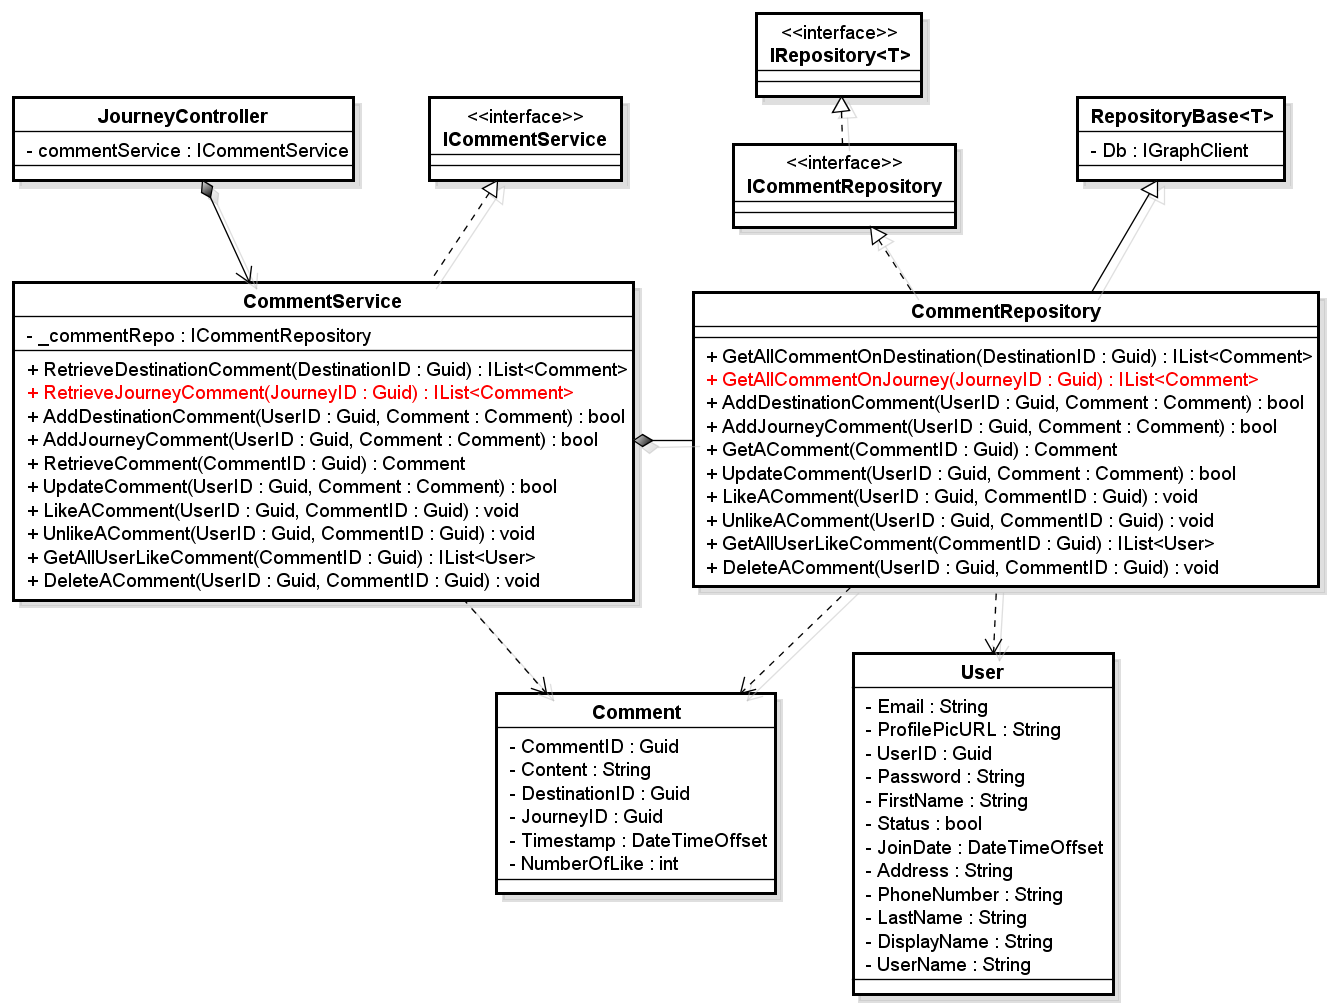 <<interface>>
IRepository<T>
JourneyController
- commentService : ICommentService
<<interface>>
ICommentService
<<interface>>
ICommentRepository
RepositoryBase<T>
- Db : IGraphClient
CommentService
- _commentRepo : ICommentRepository
+ RetrieveDestinationComment(DestinationID : Guid) : IList<Comment>
+ RetrieveJourneyComment(JourneyID : Guid) : IList<Comment>
+ AddDestinationComment(UserID : Guid, Comment : Comment) : bool
+ AddJourneyComment(UserID : Guid, Comment : Comment) : bool
+ RetrieveComment(CommentID : Guid) : Comment
+ UpdateComment(UserID : Guid, Comment : Comment) : bool
+ LikeAComment(UserID : Guid, CommentID : Guid) : void
+ UnlikeAComment(UserID : Guid, CommentID : Guid) : void
+ GetAllUserLikeComment(CommentID : Guid) : IList<User>
+ DeleteAComment(UserID : Guid, CommentID : Guid) : void
CommentRepository
+ GetAllCommentOnDestination(DestinationID : Guid) : IList<Comment>
+ GetAllCommentOnJourney(JourneyID : Guid) : IList<Comment>
+ AddDestinationComment(UserID : Guid, Comment : Comment) : bool
+ AddJourneyComment(UserID : Guid, Comment : Comment) : bool
+ GetAComment(CommentID : Guid) : Comment
+ UpdateComment(UserID : Guid, Comment : Comment) : bool
+ LikeAComment(UserID : Guid, CommentID : Guid) : void
+ UnlikeAComment(UserID : Guid, CommentID : Guid) : void
+ GetAllUserLikeComment(CommentID : Guid) : IList<User>
+ DeleteAComment(UserID : Guid, CommentID : Guid) : void
Comment
- CommentID : Guid
- Content : String
- DestinationID : Guid
- JourneyID : Guid
- Timestamp : DateTimeOffset
- NumberOfLike : int
User
- Email : String
- ProfilePicURL : String
- UserID : Guid
- Password : String
- FirstName : String
- Status : bool
- JoinDate : DateTimeOffset
- Address : String
- PhoneNumber : String
- LastName : String
- DisplayName : String
- UserName : String